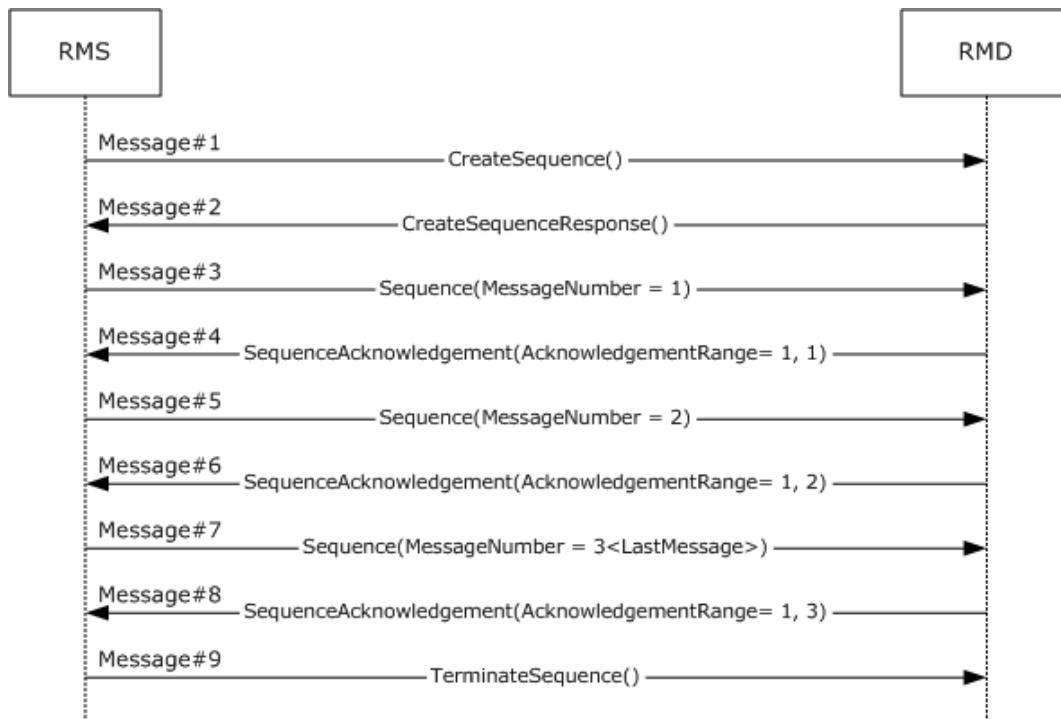 RMS
RMD
Message#1
CreateSequence()
Message#2
CreateSequenceResponse()
Message#3
Sequence(MessageNumber = 1)
Message#4
SequenceAcknowledgement(AcknowledgementRange= 1, 1)
Message#5
Sequence(MessageNumber = 2)
Message#6
SequenceAcknowledgement(AcknowledgementRange= 1, 2)
Message#7
Sequence(MessageNumber = 3<LastMessage>)
Message#8
SequenceAcknowledgement(AcknowledgementRange= 1, 3)
Message#9
TerminateSequence()